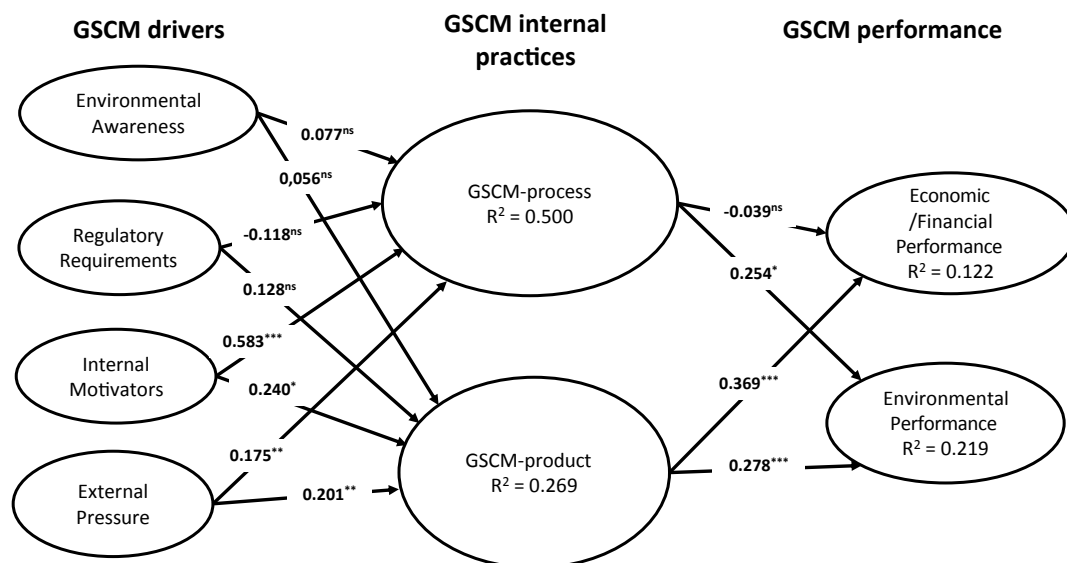 GSCM drivers
GSCM internal
practices
GSCM performance
Environmental
Awareness
Regulatory
Requirements
Internal
Motivators
External
Pressure
0.077ns
0,056ns
-0.118ns
0.128ns
0.583***
0.240*
0.175**
0.201**
GSCM-process
R2 = 0.500
GSCM-product
R2 = 0.269
-0.039ns
0.254*
0.369***
0.278***
Economic
/Financial
Performance
R2 = 0.122
Environmental
Performance
R2 = 0.219